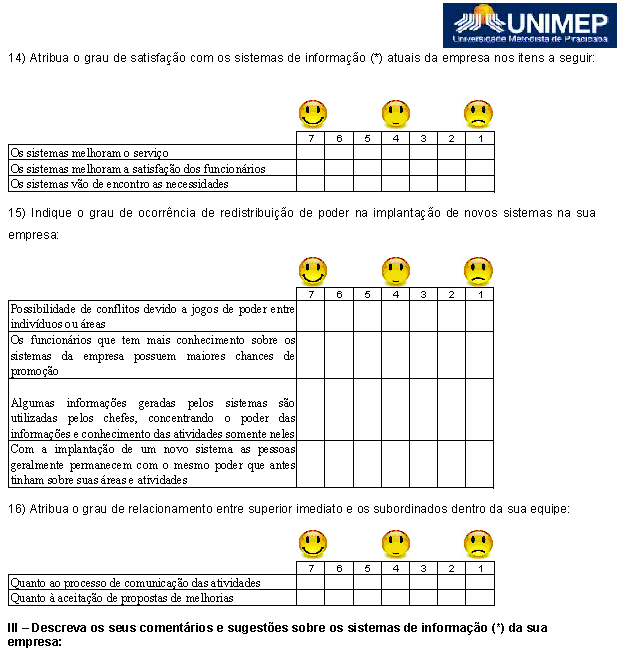 UNIMEP
Universidade Metodista de Piracicaba
14) Atribua o grau de satisfação com os sistemas de informação (*) atuais da empresa nos itens a seguir:
7 6 5 4 3 2 1
Os sistemas melhoram o serviço
Os sistemas melhoram a satisfação dos funcionários
Os sistemas vão de encontro as necessidades
15) Indique o grau de ocorrência de redistribuição de poder na implantação de novos sistemas na sua
empresa:
7 6 5 4 3 2 1
Possibilidade de conflitos devido a jogos de poder entre
indivíduos ou áreas
Os funcionários que tem mais conhecimento sobre os
sistemas da empresa possuem maiores chances de
promoção
Algumas informações geradas pelos sistemas são
utilizadas pelos chefes, concentrando o poder das
informações e conhecimento das atividades somente neles
Com a implantação de um novo sistema as pessoas
geralmente permanecem com o mesmo poder que antes
tinham sobre suas áreas e atividades
16) Atribua o grau de relacionamento entre superior imediato e os subordinados dentro da sua equipe:
7 6 5 4 3 2 1
Quanto ao processo de comunicação das atividades
Quanto à aceitação de propostas de melhorias
III – Descreva os seus comentários e sugestões sobre os sistemas de informação (*) da sua
empresa: